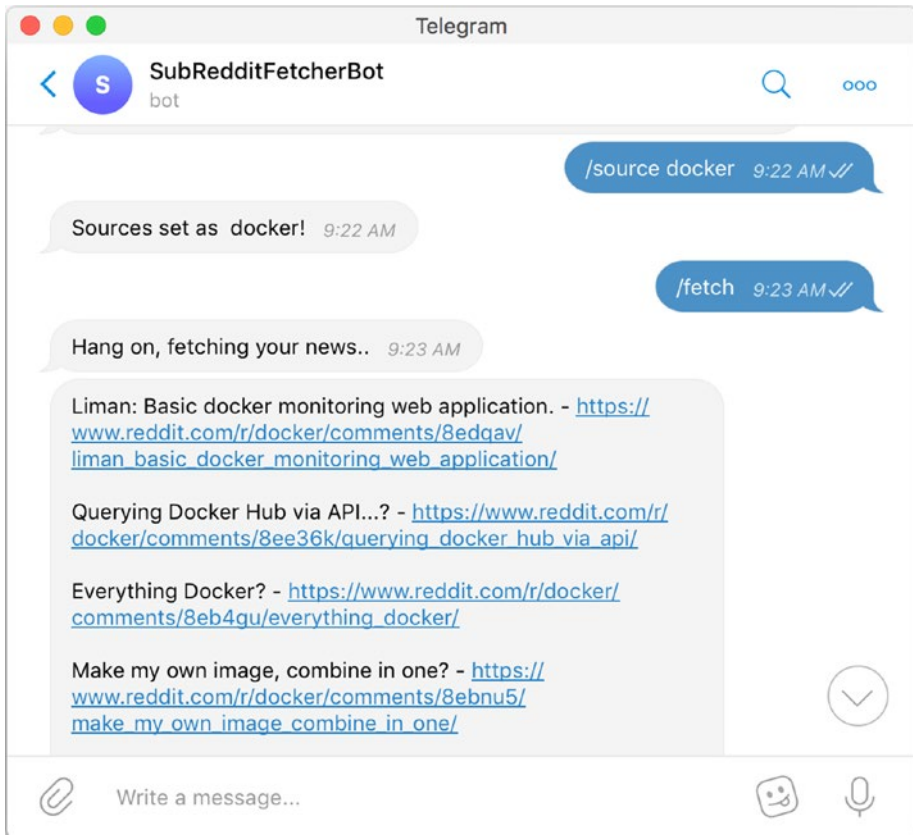 Telegram
S
SubRedditFetcherBot
bot
/source docker 9:22 AM
Sources set as docker! 9:22 AM
/fetch 9:23 AM
Hang on, fetching your news.. 9:23 AM
Liman: Basic docker monitoring web application. - https://
www.reddit.com/r/docker/comments/8edqav/
liman_basic_docker_monitoring_web_application/
Querying Docker Hub via API...? - https://www.reddit.com/r/
docker/comments/8ee36k/querying_docker_hub_via_api/
Everything Docker? - https://www.reddit.com/r/docker/
comments/8eb4gu/everything_docker/
Make my own image, combine in one? - https://
www.reddit.com/r/docker/comments/8ebnu5/
make_my_own_image_combine_in_one/
Write a message...